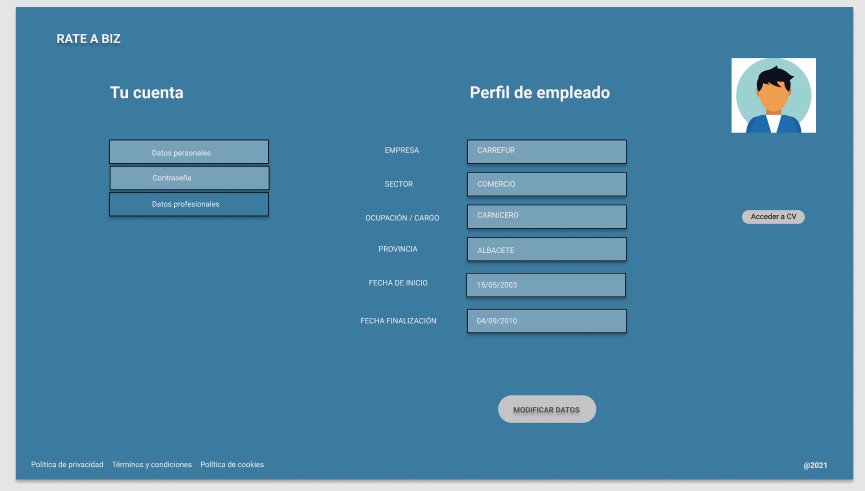 RATE A BIZ
Tu cuenta
Datos personales
Contraseña
Datos profesionales
Perfil de empleado
EMPRESA CARREFUR
SECTOR COMERCIO
OCUPACIÓN / CARGO CARNICERO
PROVINCIA ALBACETE
FECHA DE INICIO 15/05/2003
FECHA FINALIZACIÓN 04/09/2010
Acceder a CV
MODIFICAR DATOS
Política de privacidad Términos y condiciones Política de cookies
@2021